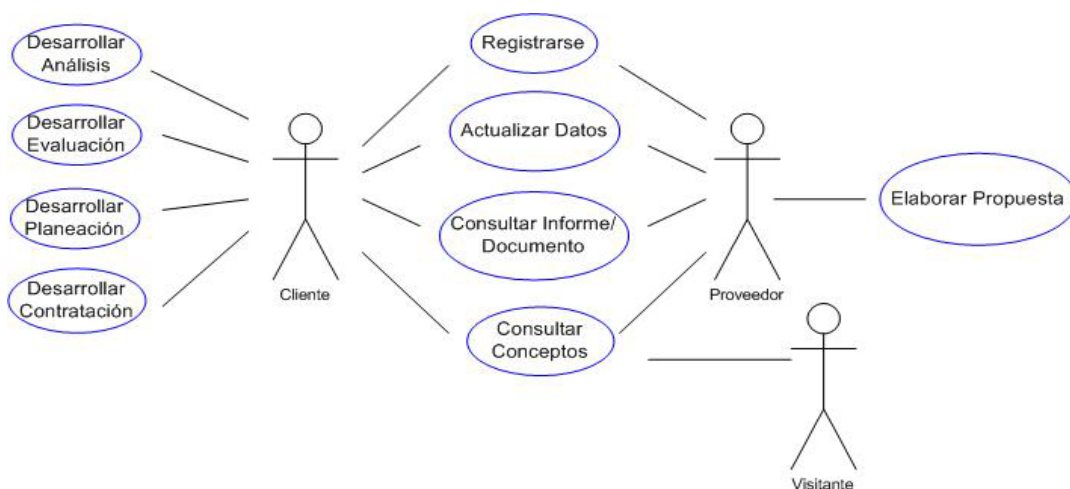 Desarrollar
Análisis
Desarrollar
Evaluación
Desarrollar
Planeación
Desarrollar
Contratación
Cliente
Registrarse
Actualizar Datos
Consultar Informe/
Documento
Consultar
Conceptos
Proveedor
Elaborar Propuesta
Visitante